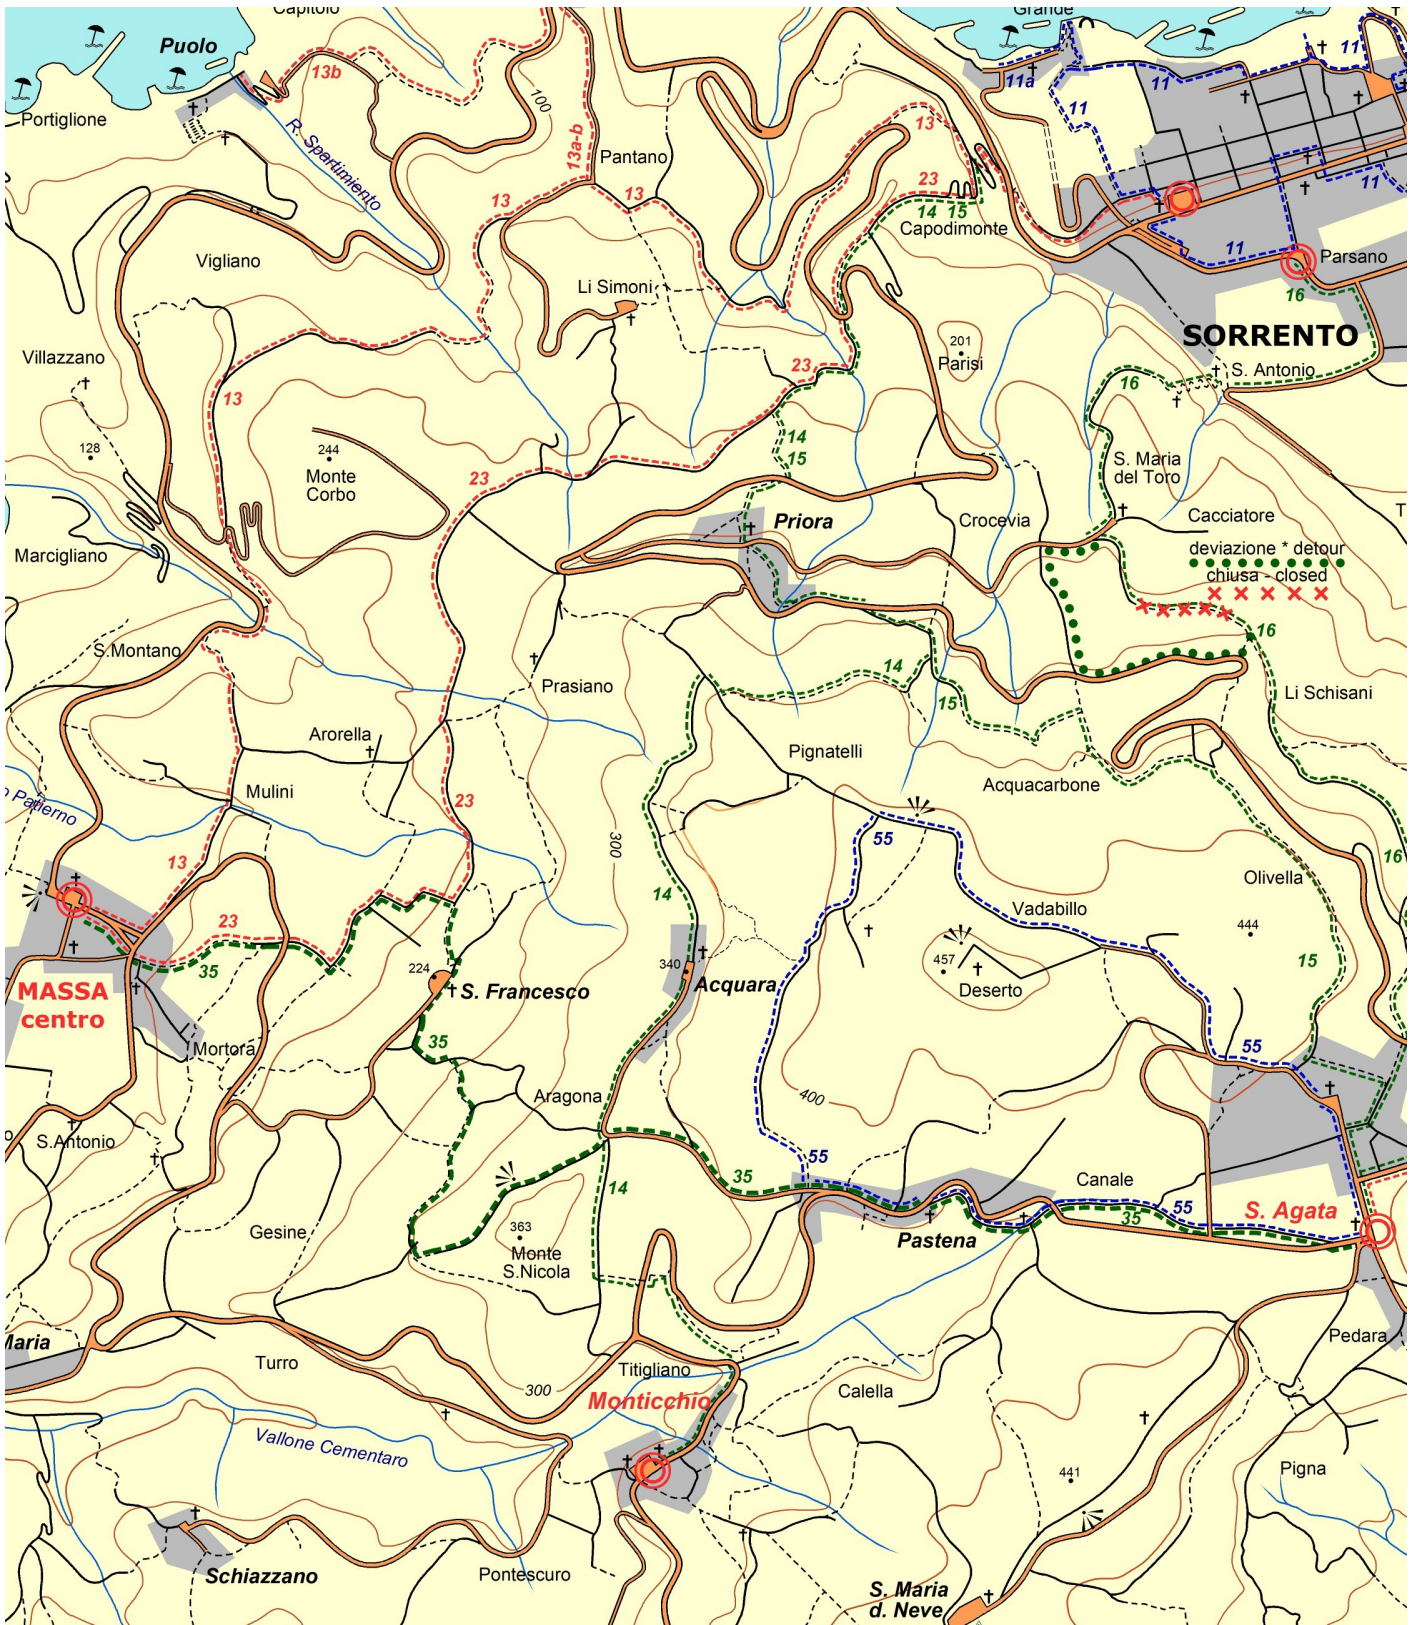 Capitolo
Grande
Puolo
13b
11
11a
11
Portiglione
100
13a-b
13
11
R. Spartimiento
Pantano
23
11
13
13
14 15
Capodimonte
Vigliano
11
Parsano
Li Simoni
16
SORRENTO
201
Parisi
Villazzano
23
S. Antonio
16
13
128
14
15
244
Monte
Corbo
S. Maria
del Toro
23
Priora
Crocevia
Cacciatore
Marcigliano
deviazione * detour
chiusa - closed
16
S.Montano
14
Prasiano
Li Schisani
14
15
Arorella
Pignatelli
Acquacarbone
Mulini
23
300
55
16
13
14
Olivella
Vadabillo
23
444
35
224
340
457
15
S. Francesco
Acquara
Deserto
MASSA
centro
35
55
Mortora
Aragona
400
S.Antonio
55
35
14
Canale
55
35
S. Agata
Gesine
363
Monte
S.Nicola
Pastena
Pedara
Turro
Titigliano
300
Monticchio
Calella
Vallone Cementaro
441
Pigna
Schiazzano
Pontescuro
S. Maria
d. Neve